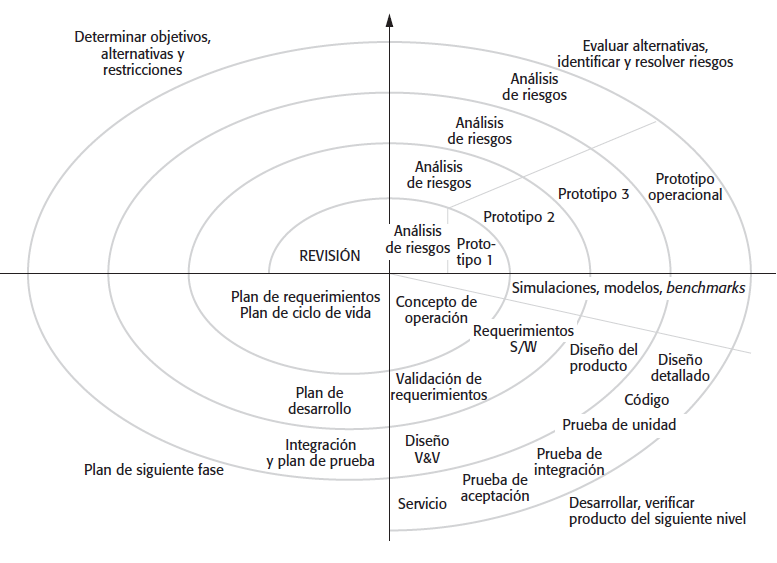 Determinar objetivos,
alternativas y
restricciones
Evaluar alternativas,
identificar y resolver riesgos
Análisis
de riesgos
Análisis
de riesgos
Análisis
de riesgos
Prototipo
operacional
Prototipo 3
Prototipo 2
Análisis
de riesgos
Proto-
tipo 1
REVISIÓN
Simulaciones, modelos, benchmarks
Plan de requerimientos
Plan de ciclo de vida
Concepto de
operación
Requerimientos
S/W
Diseño del
producto
Diseño
detallado
Plan de
desarrollo
Validación de
requerimientos
Código
Prueba de unidad
Integración
y plan de prueba
Diseño
V&V
Prueba de
integración
Plan de siguiente fase
Prueba de
aceptación
Servicio
Desarrollar, verificar
producto del siguiente nivel